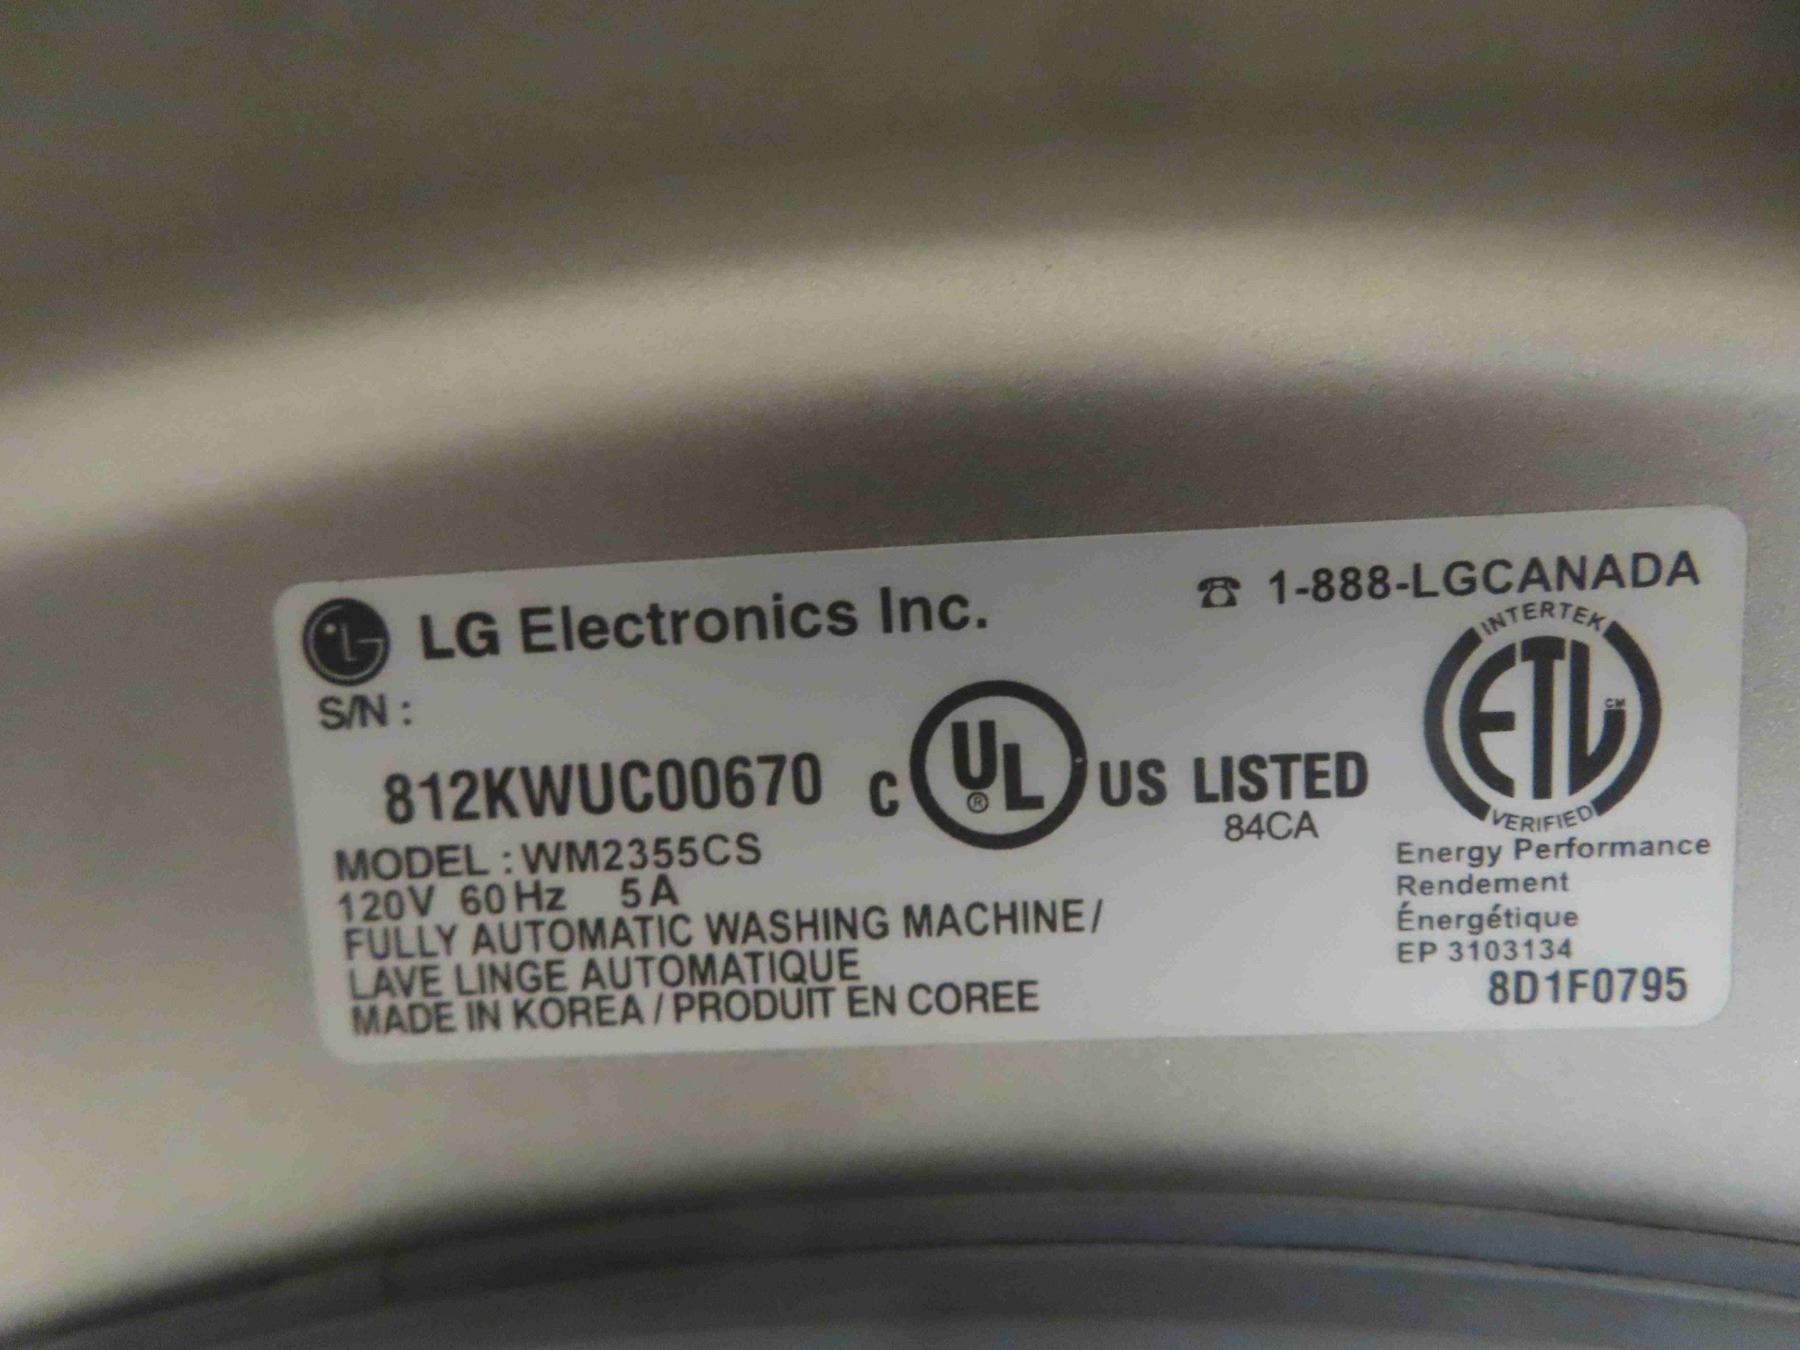 LG LG Electronics Inc.
☎ 1-888-LGCANADA
S/N :
812KWUC00670
C UL ® US LISTED
84CA
MODEL : WM2355CS
120V 60Hz 5A
FULLY AUTOMATIC WASHING MACHINE/
LAVE LINGE AUTOMATIQUE
MADE IN KOREA / PRODUIT EN COREE
INTERTEK
ETL CM
VERIFIED
Energy Performance
Rendement
Énergétique
EP 3103134
8D1F0795